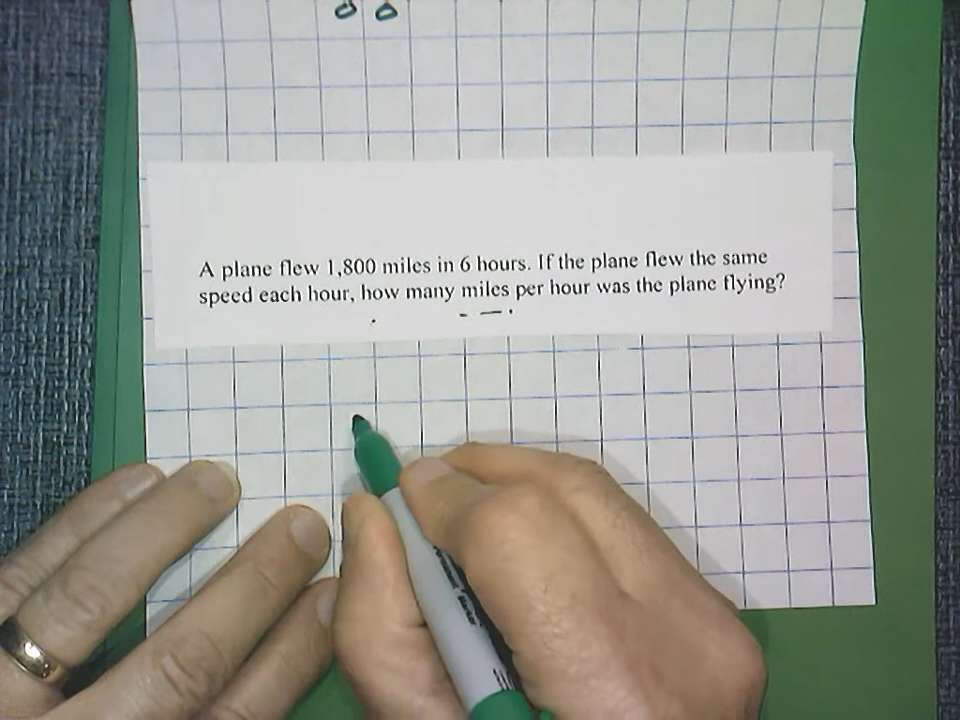 A plane flew 1,800 miles in 6 hours. If the plane flew the same
speed each hour, how many miles per hour was the plane flying?